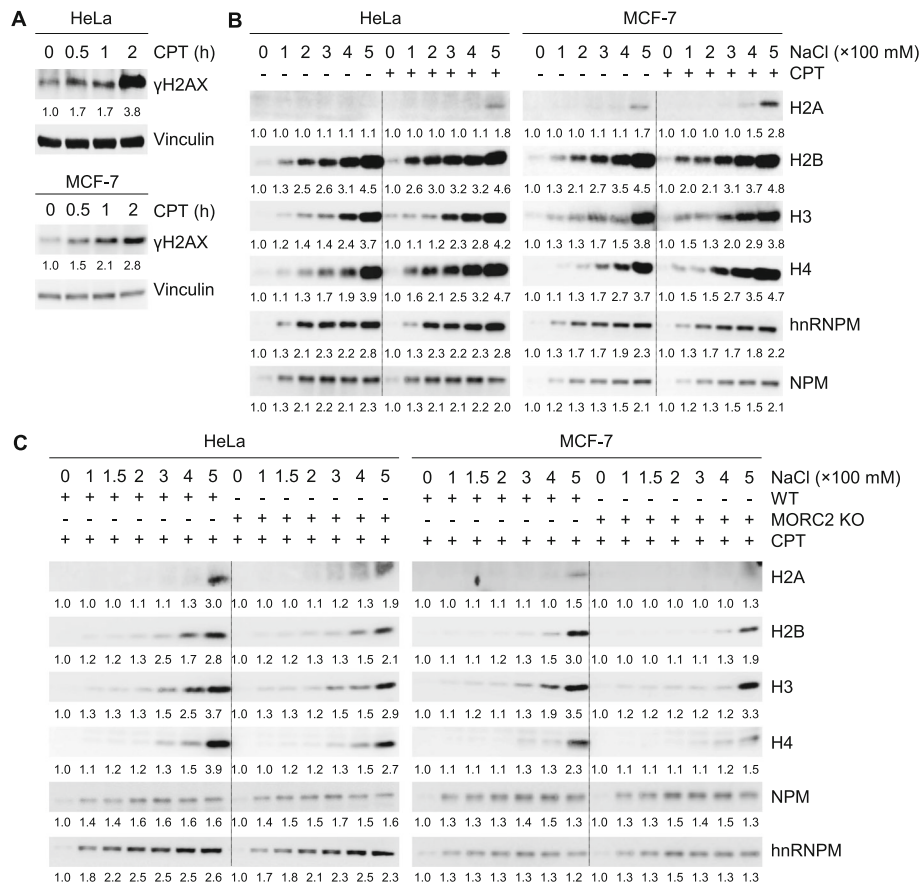 A
HeLa
0 0.5 1 2 CPT (h)
γH2AX
1.0 1.7 1.7 3.8
Vinculin
MCF-7
0 0.5 1 2 CPT (h)
γH2AX
1.0 1.5 2.1 2.8
Vinculin
B
HeLa MCF-7
0 1 2 3 4 5 0 1 2 3 4 5 0 1 2 3 4 5 0 1 2 3 4 5 NaCl (×100 mM)
- - - - - - + + + + + + - - - - - - + + + + + + CPT
H2A
1.0 1.0 1.0 1.1 1.1 1.1 1.0 1.0 1.0 1.0 1.1 1.8 1.0 1.0 1.0 1.0 1.1 1.7 1.0 1.0 1.0 1.0 1.5 2.8
H2B
1.0 1.3 2.5 2.6 3.1 4.5 1.0 2.6 3.0 3.2 3.2 4.6 1.0 1.3 2.1 2.7 3.5 4.5 1.0 2.0 2.1 3.1 3.7 4.8
H3
1.0 1.2 1.4 1.4 2.4 3.7 1.0 1.1 1.2 2.3 2.8 4.2 1.0 1.3 1.3 1.7 1.5 3.8 1.0 1.5 1.3 2.0 2.9 3.8
H4
1.0 1.1 1.3 1.7 1.9 3.9 1.0 1.6 2.1 2.5 3.2 4.7 1.0 1.1 1.3 1.7 2.7 3.7 1.0 1.5 1.5 2.7 3.5 4.7
hnRNPM
1.0 1.3 2.1 2.3 2.2 2.8 1.0 1.3 2.2 2.2 2.3 2.8 1.0 1.3 1.7 1.7 1.9 2.3 1.0 1.3 1.7 1.7 1.8 2.2
NPM
1.0 1.3 2.1 2.2 2.1 2.3 1.0 1.3 2.1 2.1 2.2 2.0 1.0 1.2 1.3 1.3 1.5 2.1 1.0 1.2 1.3 1.5 1.5 2.1
C
HeLa MCF-7
0 1 1.5 2 3 4 5 0 1 1.5 2 3 4 5 0 1 1.5 2 3 4 5 0 1 1.5 2 3 4 5 NaCl (×100 mM)
+ + + + + + + - - - - - - - + + + + + + + - - - - - - - WT
- - - - - - - + + + + + + + - - - - - - - + + + + + + + MORC2 KO
+ + + + + + + + + + + + + + + + + + + + + + + + + + + + CPT
H2A
1.0 1.0 1.0 1.1 1.1 1.3 3.0 1.0 1.0 1.0 1.1 1.2 1.3 1.9 1.0 1.1 1.1 1.1 1.1 1.0 1.5 1.0 1.0 1.0 1.0 1.0 1.0 1.3
H2B
1.0 1.2 1.2 1.3 2.5 1.7 2.8 1.0 1.2 1.2 1.3 1.3 1.5 2.1 1.0 1.1 1.1 1.2 1.3 1.5 3.0 1.0 1.0 1.0 1.1 1.1 1.3 1.9
H3
1.0 1.3 1.3 1.3 1.5 2.5 3.7 1.0 1.3 1.3 1.2 1.5 1.5 2.9 1.0 1.1 1.2 1.1 1.3 1.9 3.5 1.0 1.2 1.2 1.2 1.2 1.2 3.3
H4
1.0 1.1 1.2 1.2 1.3 1.5 3.9 1.0 1.0 1.2 1.2 1.3 1.5 2.7 1.0 1.1 1.1 1.1 1.3 1.3 2.3 1.0 1.1 1.1 1.1 1.1 1.2 1.5
NPM
1.0 1.4 1.4 1.6 1.6 1.6 1.6 1.0 1.4 1.5 1.5 1.7 1.5 1.6 1.0 1.3 1.3 1.3 1.4 1.3 1.3 1.0 1.3 1.3 1.5 1.4 1.5 1.3
hnRNPM
1.0 1.8 2.2 2.5 2.5 2.5 2.6 1.0 1.7 1.8 2.1 2.3 2.5 2.3 1.0 1.2 1.3 1.3 1.3 1.3 1.2 1.0 1.3 1.3 1.3 1.3 1.2 1.2